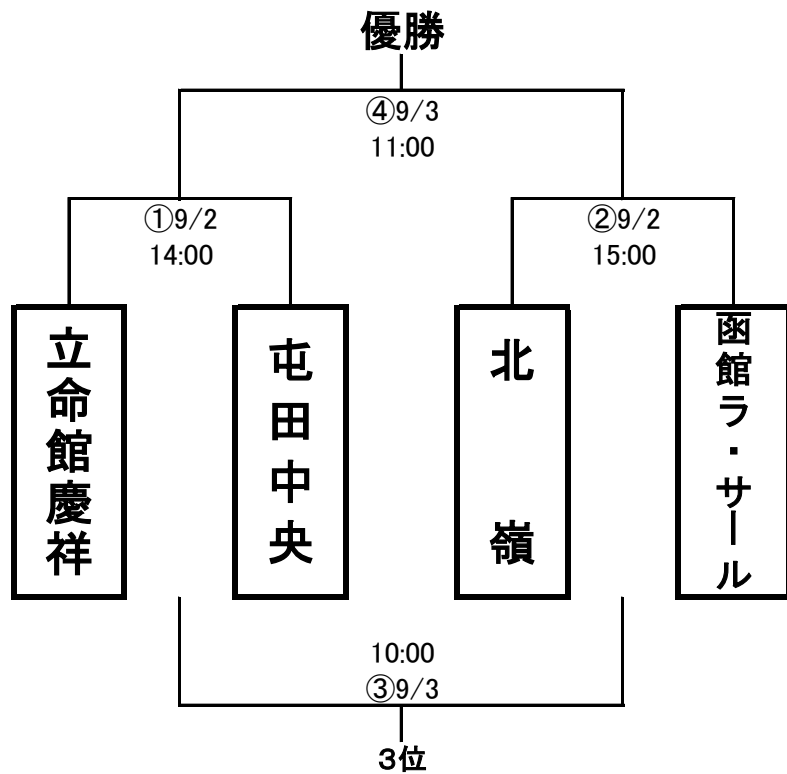 優勝
④9/3
11:00
①9/2
14:00
②9/2
15:00
立命館慶祥
屯田中央
北嶺
函館ラ・サール
10:00
③9/3
3位